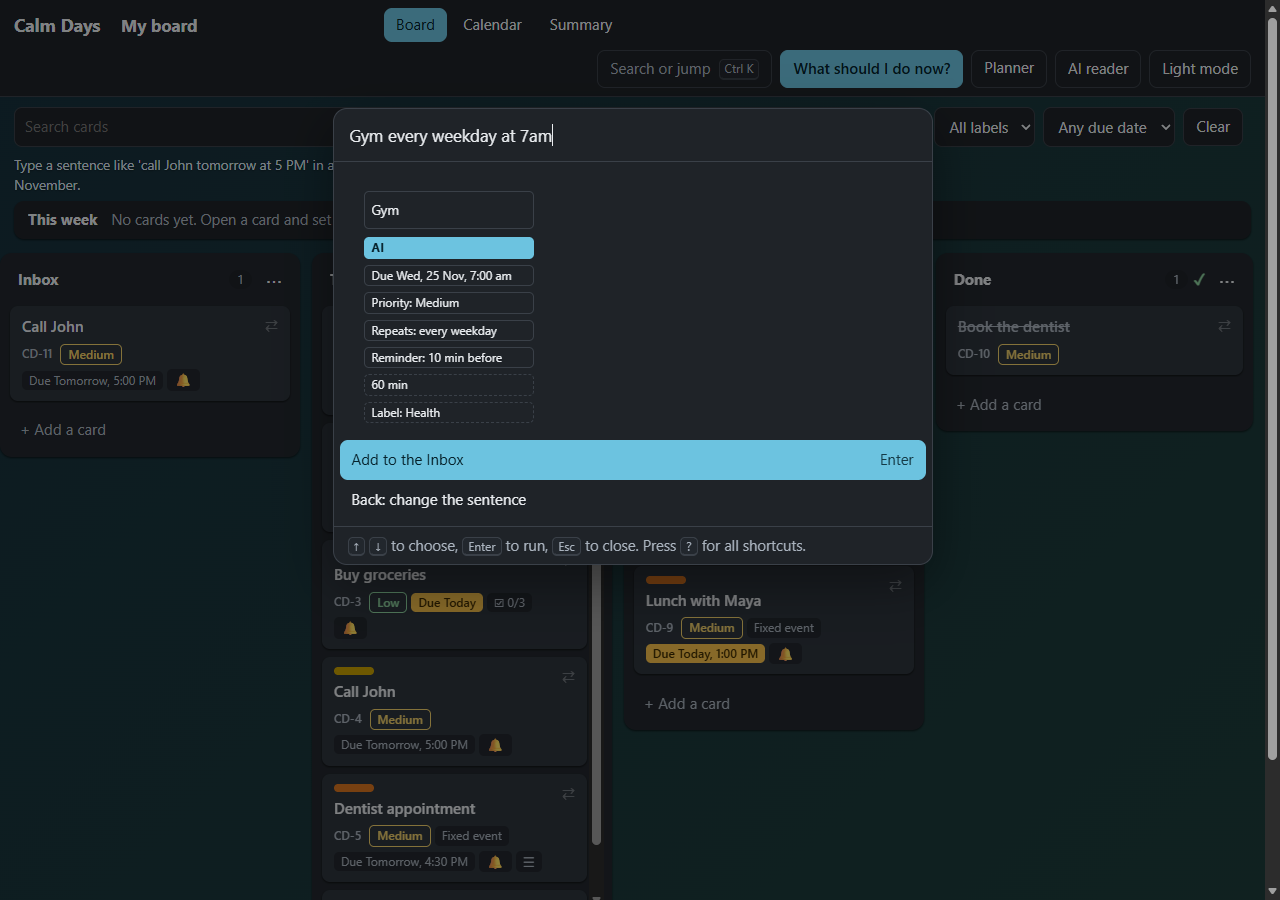 Calm Days My board Board Calendar Summary
Search or jump Ctrl K What should I do now? Planner AI reader Light mode
Search cards All labels Any due date Clear
Type a sentence like 'call John tomorrow at 5 PM' in a
November.
This week No cards yet. Open a card and set
Gym every weekday at 7am
Gym
AI
Due Wed, 25 Nov, 7:00 am
Priority: Medium
Repeats: every weekday
Reminder: 10 min before
60 min
Label: Health
Add to the Inbox Enter
Back: change the sentence
↑ ↓ to choose, Enter to run, Esc to close. Press ? for all shortcuts.
Inbox 1 ...
Call John
CD-11 Medium
Due Tomorrow, 5:00 PM
+ Add a card
Buy groceries
CD-3 Low Due Today 0/3
Call John
CD-4 Medium
Due Tomorrow, 5:00 PM
Dentist appointment
CD-5 Medium Fixed event
Due Tomorrow, 4:30 PM
Lunch with Maya
CD-9 Medium Fixed event
Due Today, 1:00 PM
+ Add a card
Done 1 ✓ ...
Book the dentist
CD-10 Medium
+ Add a card